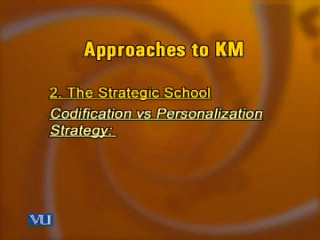 Approaches to KM
2. The Strategic School
Codification vs Personalization
Strategy:
VU